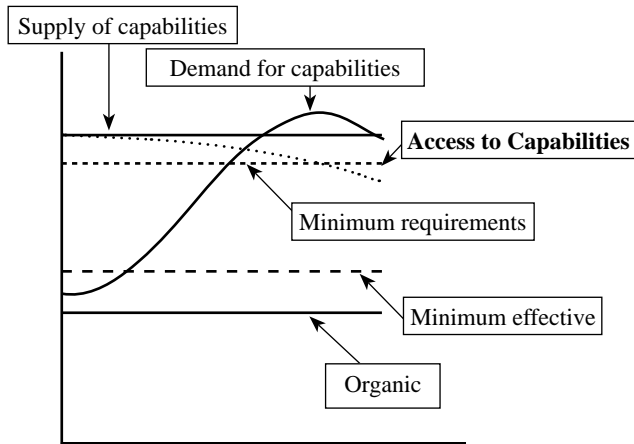 Supply of capabilities
Demand for capabilities
Access to Capabilities
Minimum requirements
Minimum effective
Organic